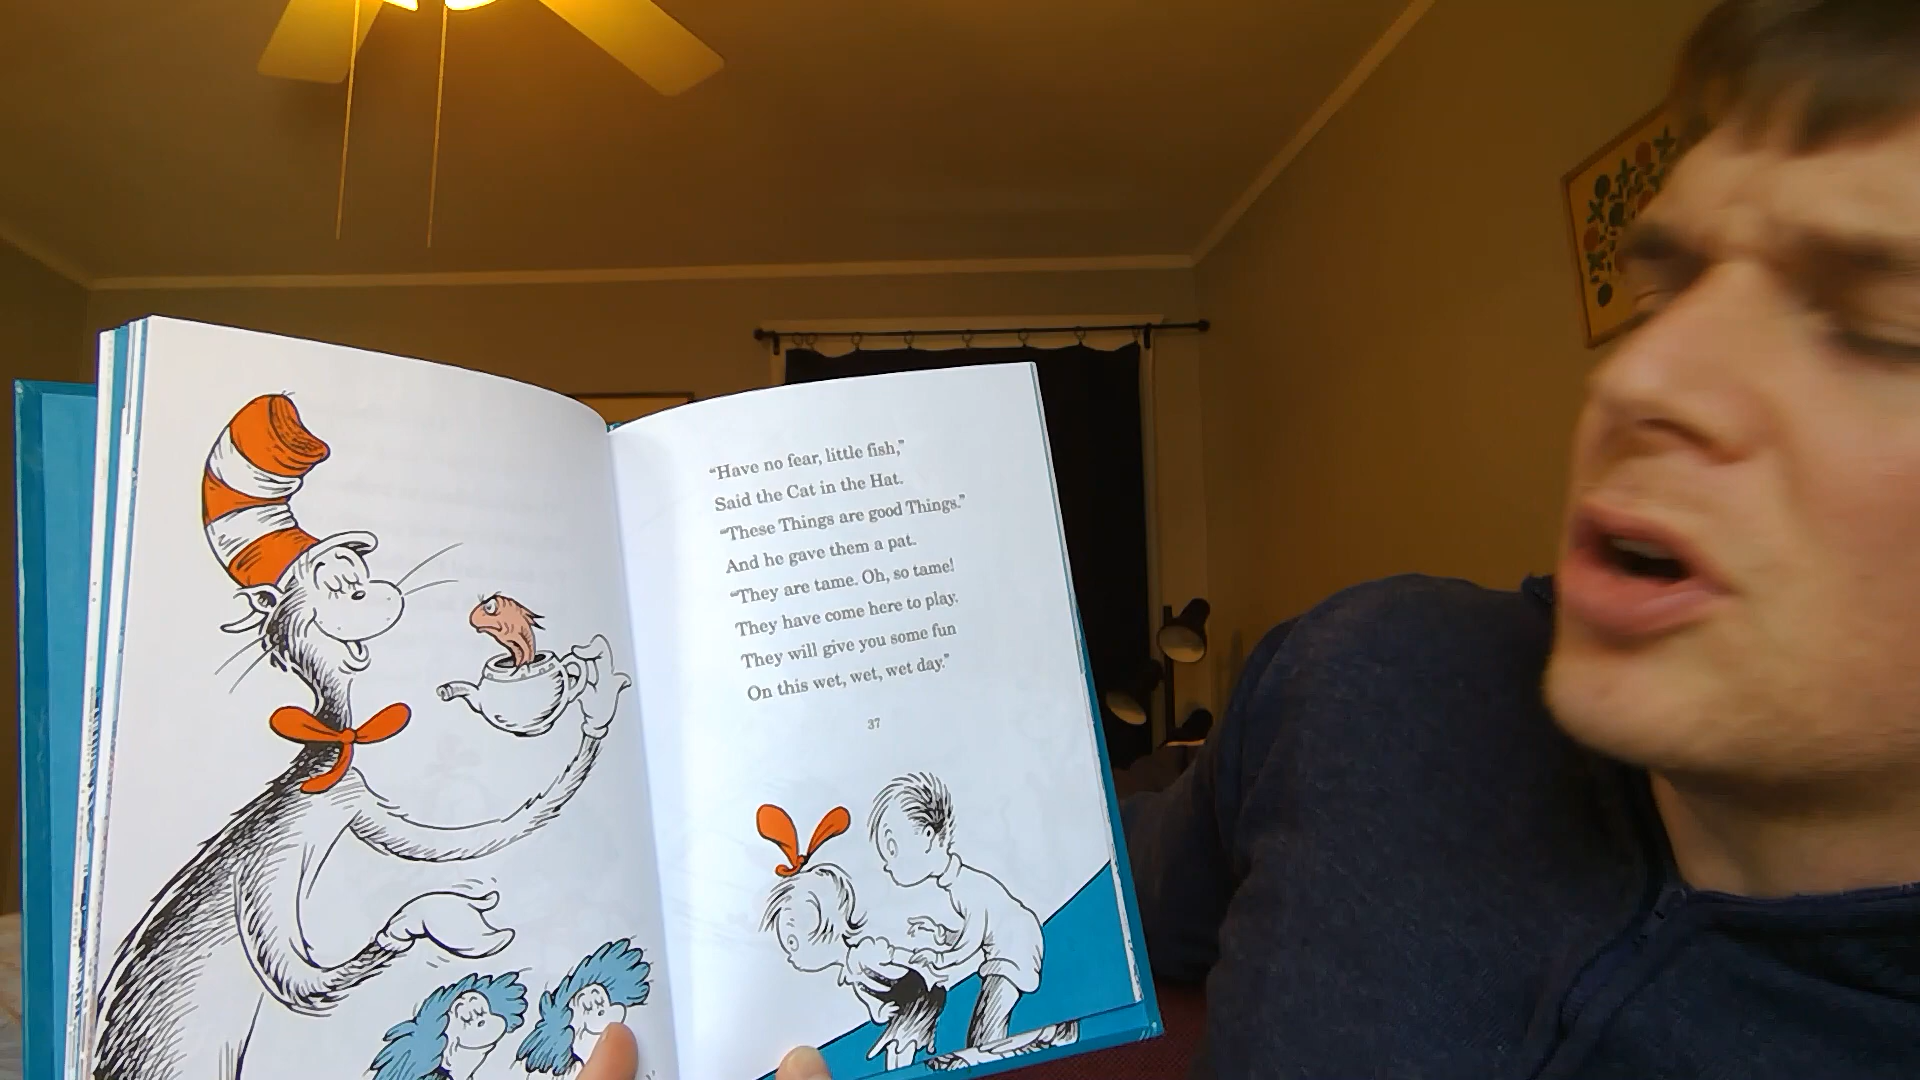 “Have no fear, little fish,”
Said the Cat in the Hat.
“These Things are good Things.”
And he gave them a pat.
“They are tame. Oh, so tame!
They have come here to play.
They will give you some fun
On this wet, wet, wet day.”
37